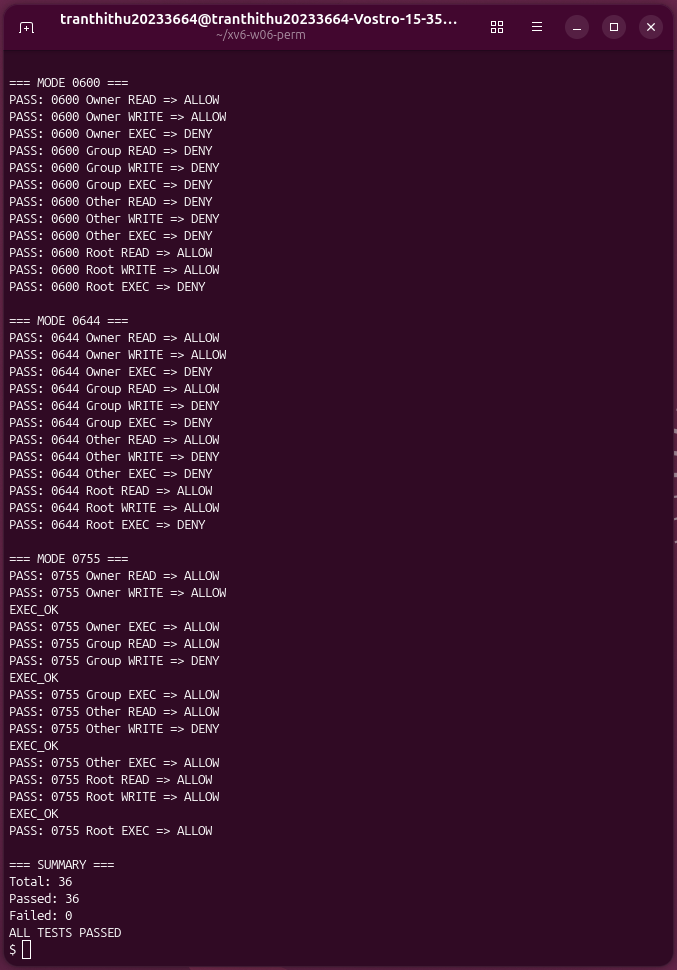 tranthithu20233664@tranthithu20233664-Vostro-15-35…
~/xv6-w06-perm
=== MODE 0600 ===
PASS: 0600 Owner READ => ALLOW
PASS: 0600 Owner WRITE => ALLOW
PASS: 0600 Owner EXEC => DENY
PASS: 0600 Group READ => DENY
PASS: 0600 Group WRITE => DENY
PASS: 0600 Group EXEC => DENY
PASS: 0600 Other READ => DENY
PASS: 0600 Other WRITE => DENY
PASS: 0600 Other EXEC => DENY
PASS: 0600 Root READ => ALLOW
PASS: 0600 Root WRITE => ALLOW
PASS: 0600 Root EXEC => DENY
=== MODE 0644 ===
PASS: 0644 Owner READ => ALLOW
PASS: 0644 Owner WRITE => ALLOW
PASS: 0644 Owner EXEC => DENY
PASS: 0644 Group READ => ALLOW
PASS: 0644 Group WRITE => DENY
PASS: 0644 Group EXEC => DENY
PASS: 0644 Other READ => ALLOW
PASS: 0644 Other WRITE => DENY
PASS: 0644 Other EXEC => DENY
PASS: 0644 Root READ => ALLOW
PASS: 0644 Root WRITE => ALLOW
PASS: 0644 Root EXEC => DENY
=== MODE 0755 ===
PASS: 0755 Owner READ => ALLOW
PASS: 0755 Owner WRITE => ALLOW
EXEC_OK
PASS: 0755 Owner EXEC => ALLOW
PASS: 0755 Group READ => ALLOW
PASS: 0755 Group WRITE => DENY
EXEC_OK
PASS: 0755 Group EXEC => ALLOW
PASS: 0755 Other READ => ALLOW
PASS: 0755 Other WRITE => DENY
EXEC_OK
PASS: 0755 Other EXEC => ALLOW
PASS: 0755 Root READ => ALLOW
PASS: 0755 Root WRITE => ALLOW
EXEC_OK
PASS: 0755 Root EXEC => ALLOW
=== SUMMARY ===
Total: 36
Passed: 36
Failed: 0
ALL TESTS PASSED
$